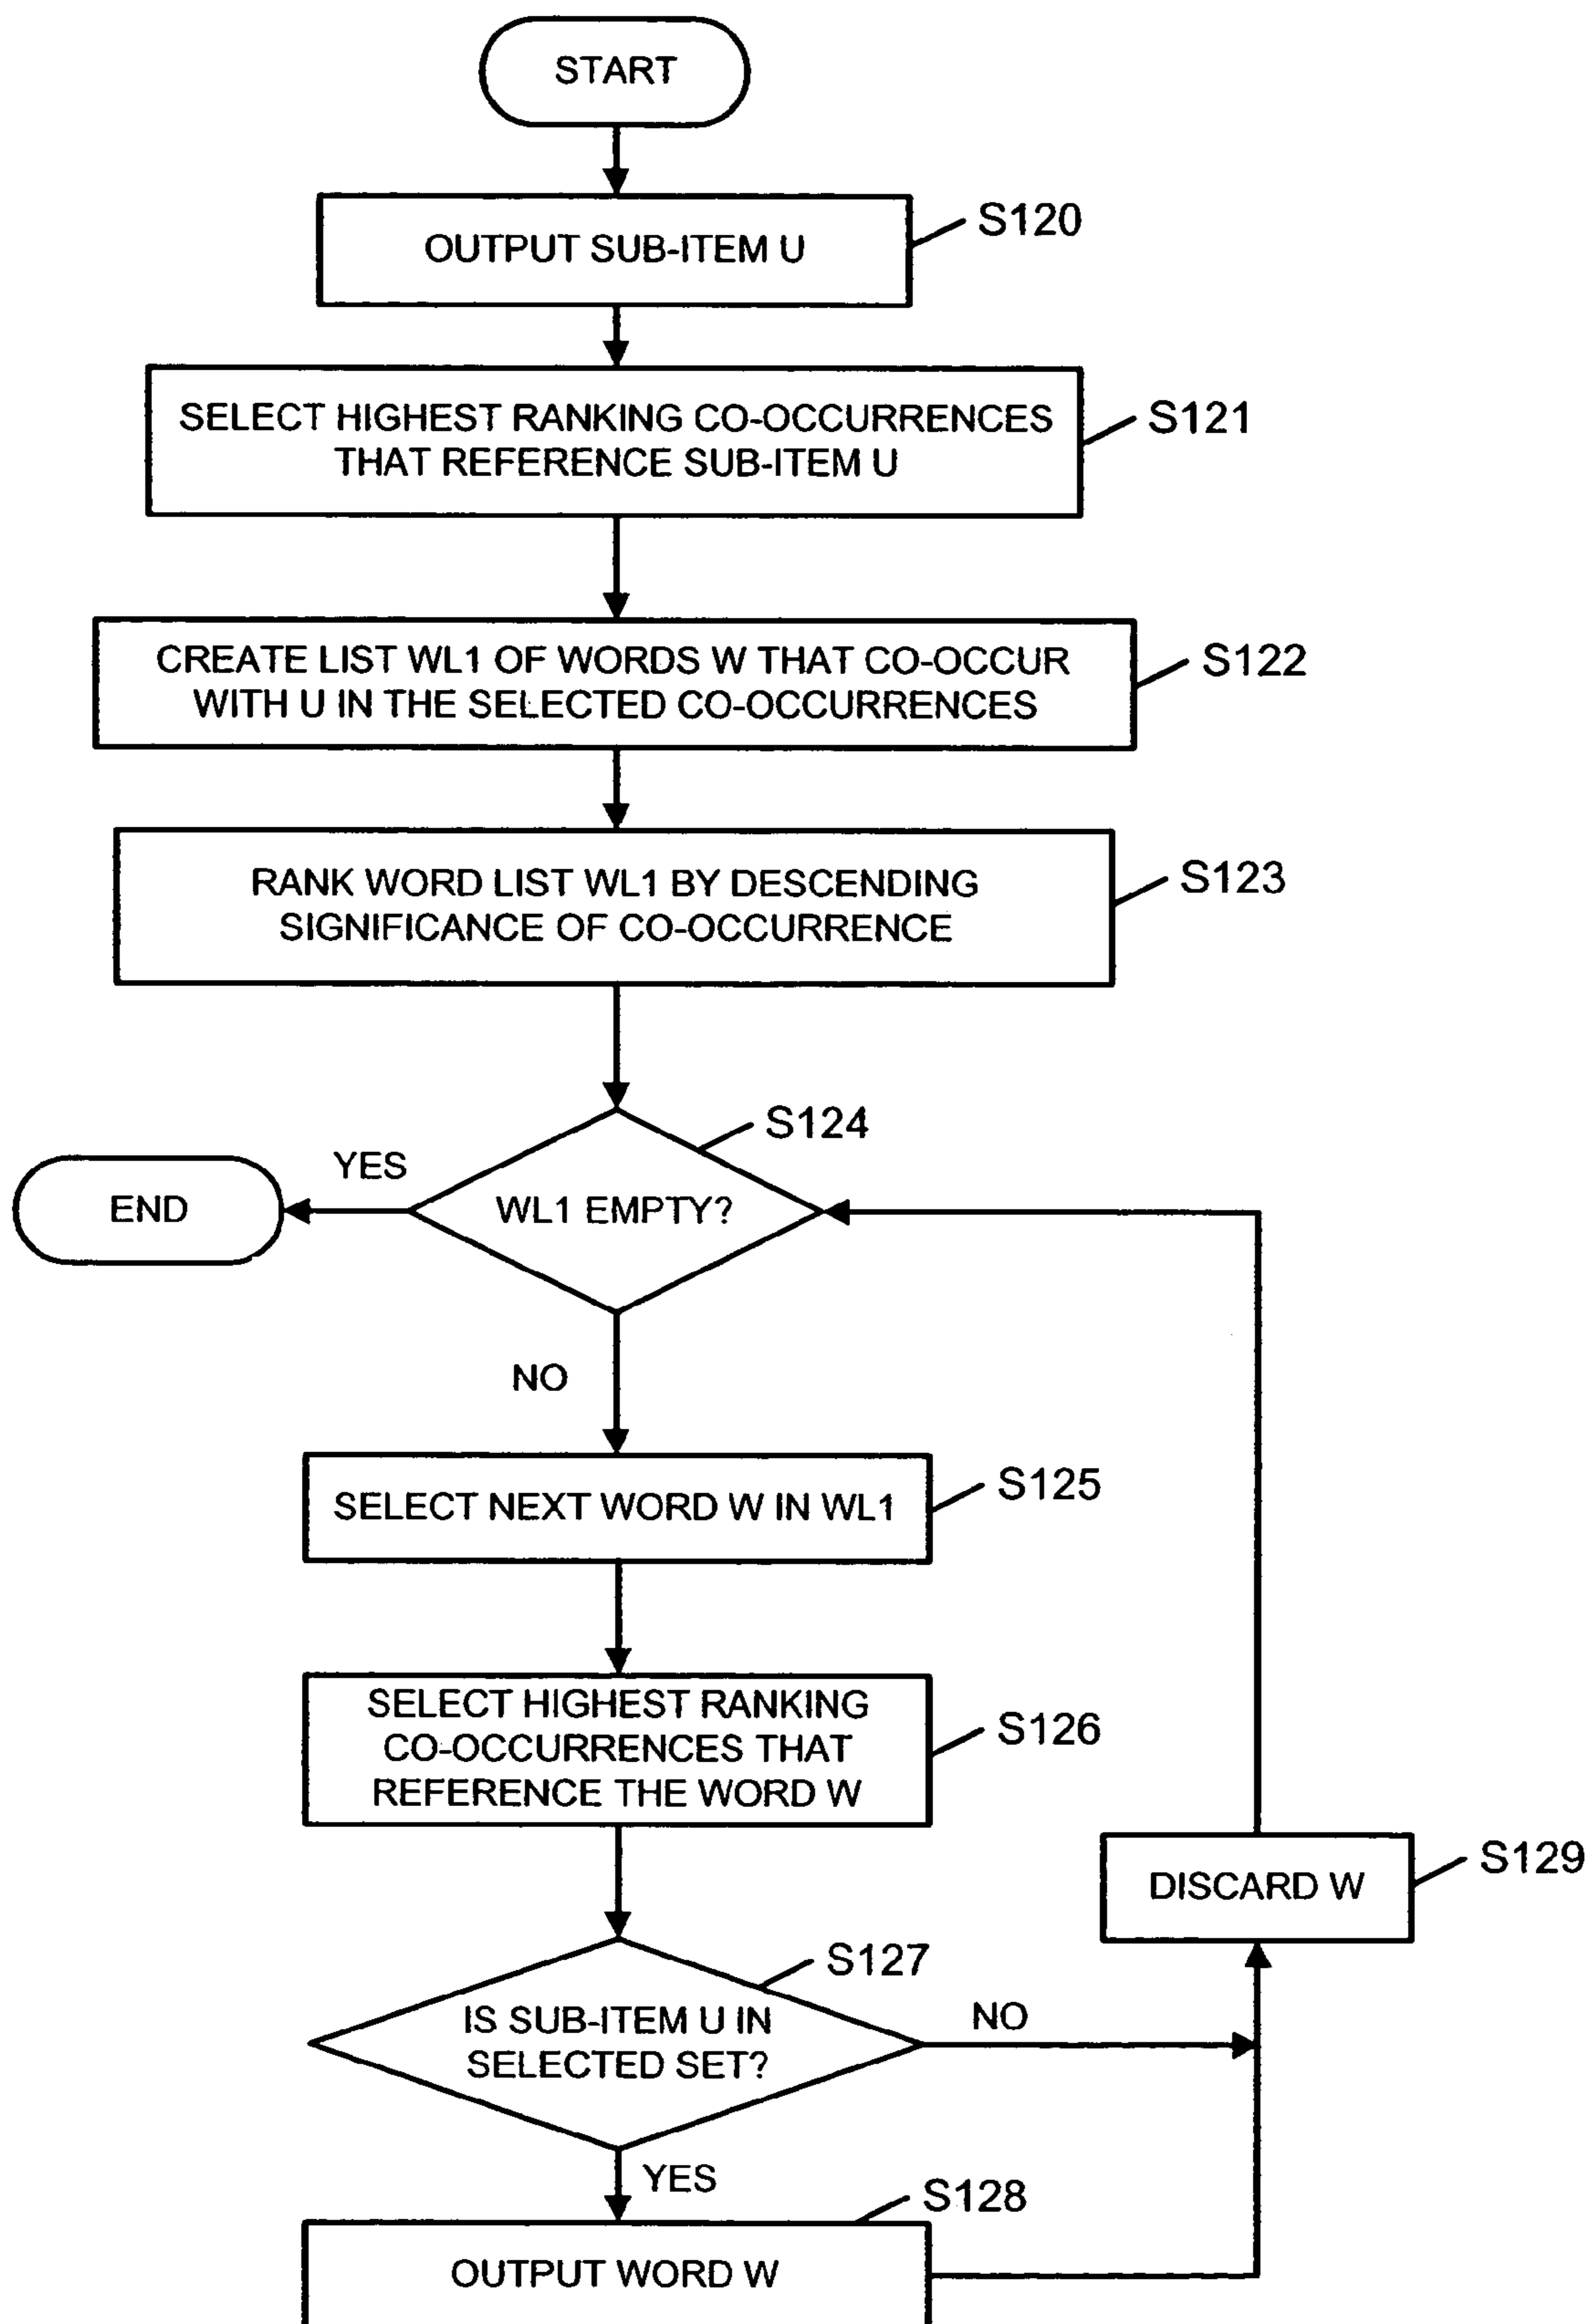 START
OUTPUT SUB-ITEM U
S120
SELECT HIGHEST RANKING CO-OCCURRENCES
THAT REFERENCE SUB-ITEM U
S121
CREATE LIST WL1 OF WORDS W THAT CO-OCCUR
WITH U IN THE SELECTED CO-OCCURRENCES
S122
RANK WORD LIST WL1 BY DESCENDING
SIGNIFICANCE OF CO-OCCURRENCE
S123
S124
WL1 EMPTY?
YES
END
NO
SELECT NEXT WORD W IN WL1
S125
SELECT HIGHEST RANKING
CO-OCCURRENCES THAT
REFERENCE THE WORD W
S126
DISCARD W
S129
S127
IS SUB-ITEM U IN
SELECTED SET?
NO
YES
S128
OUTPUT WORD W